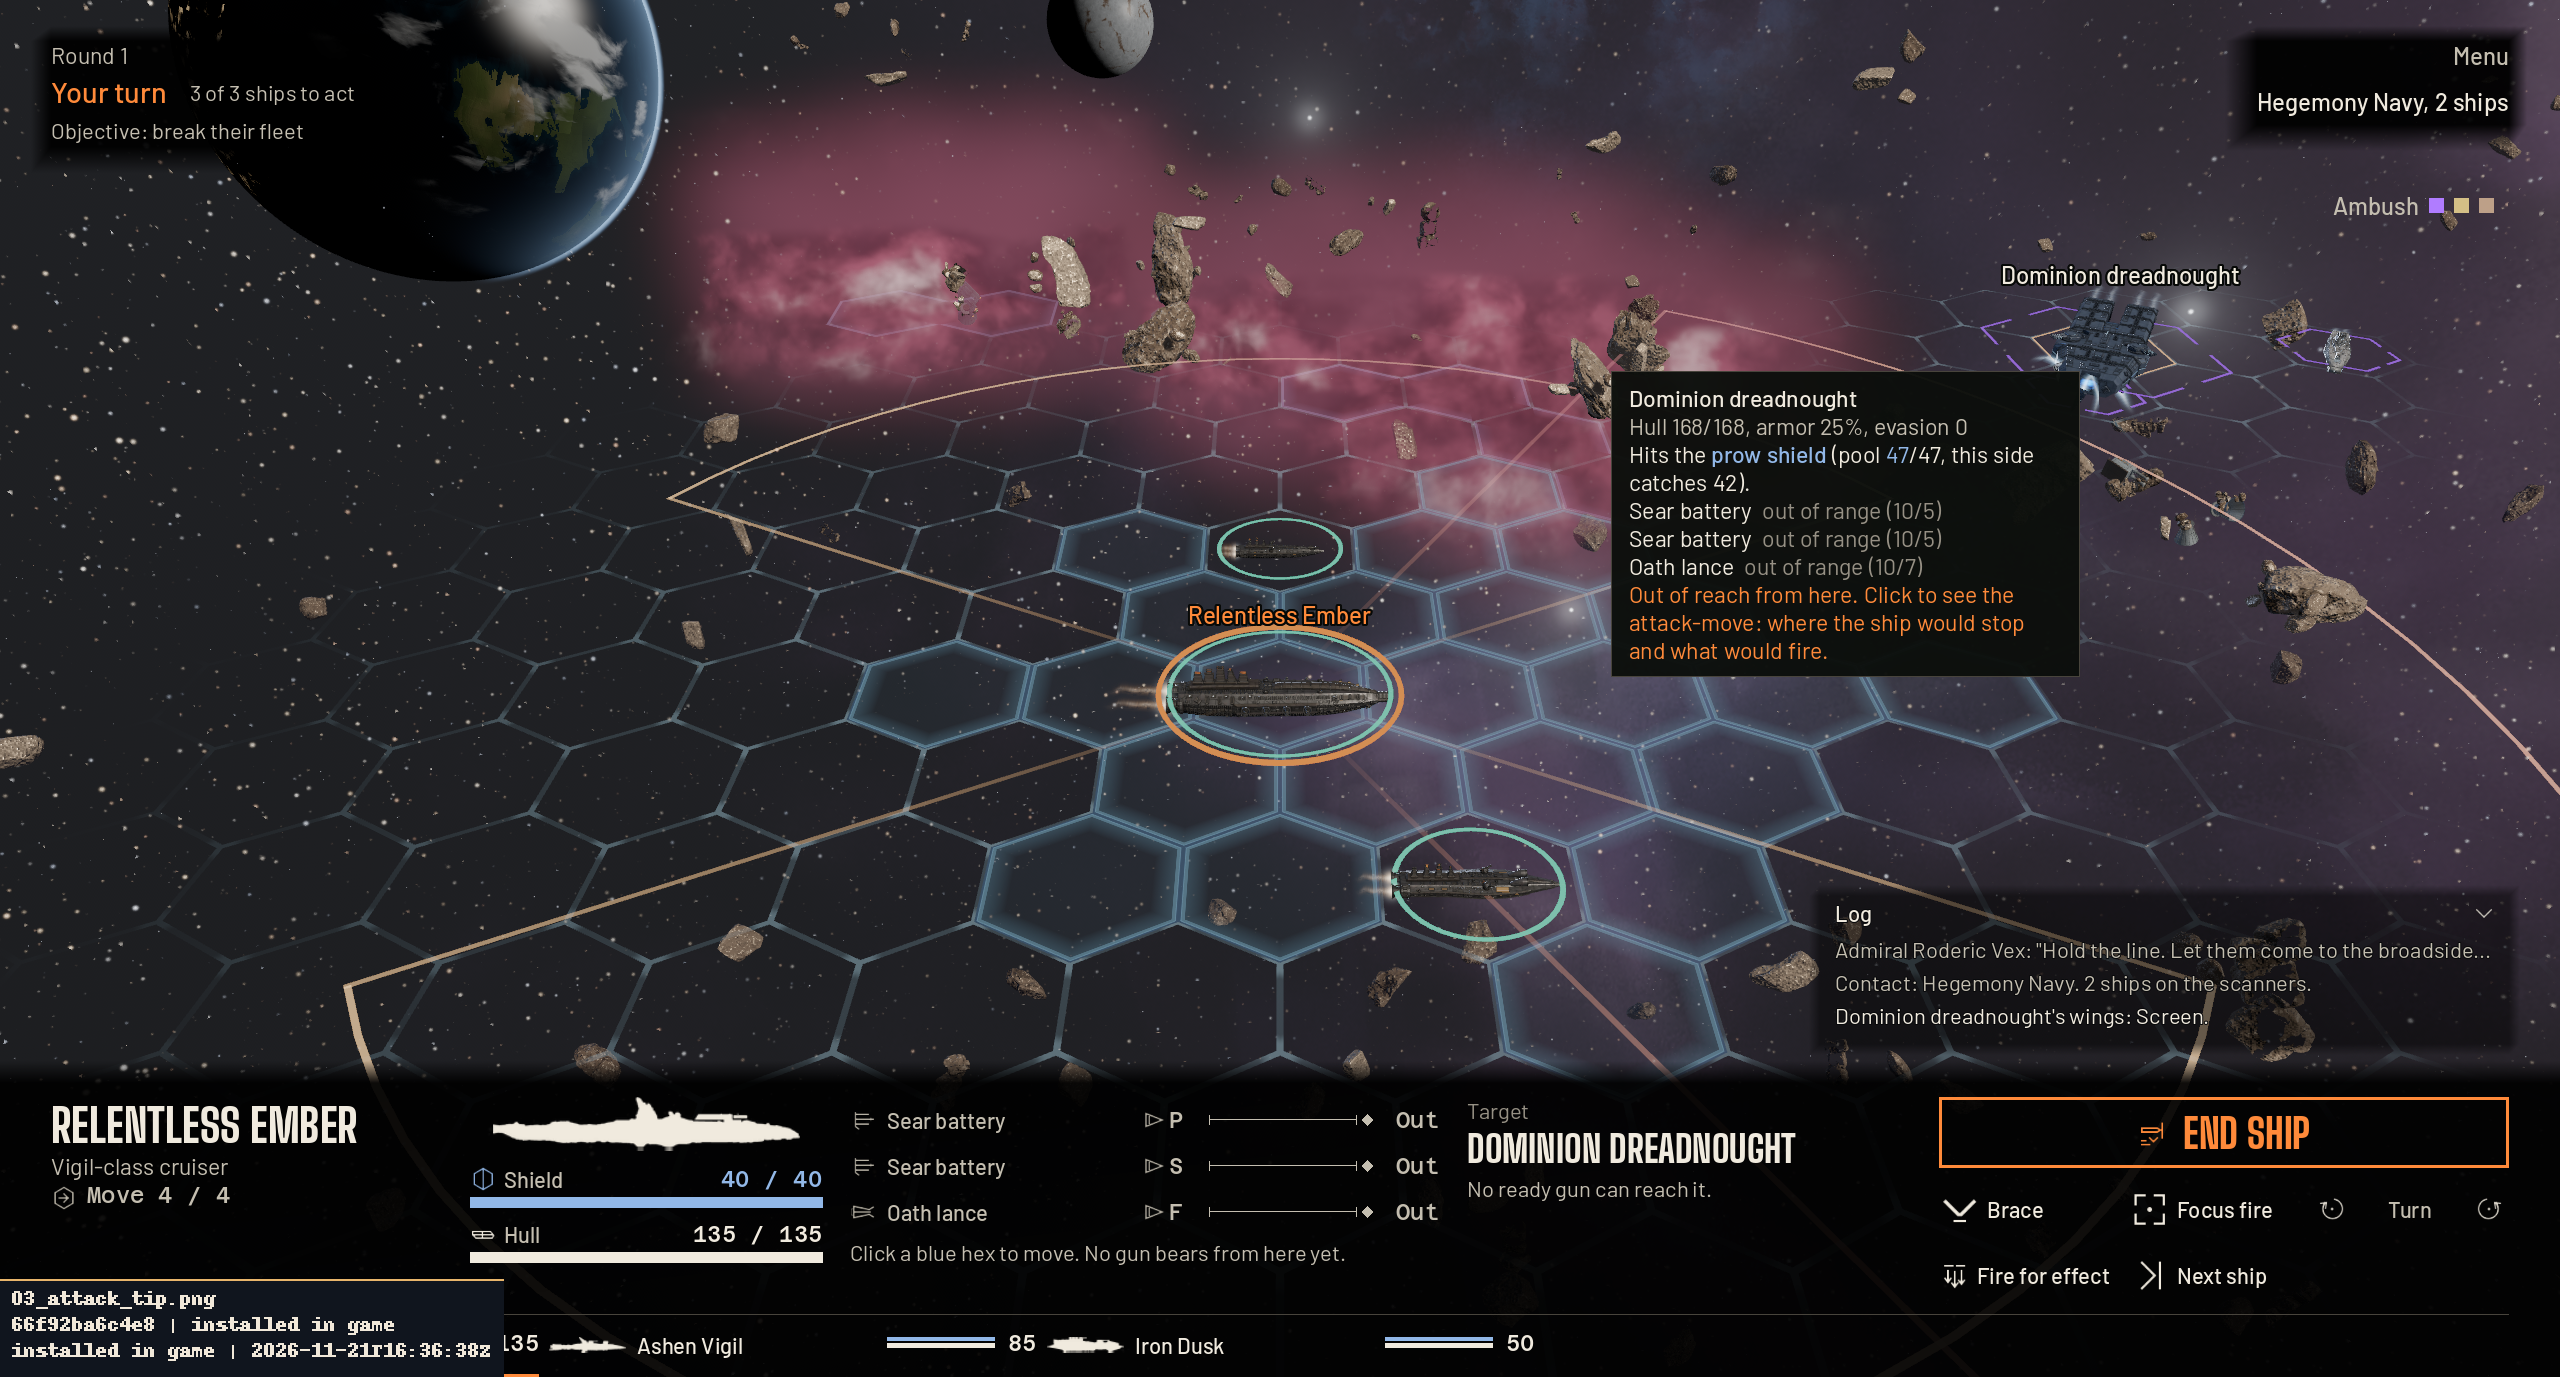 Round 1
Your turn 3 of 3 ships to act
Objective: break their fleet
Menu
Hegemony Navy, 2 ships
Ambush
Dominion dreadnought
Dominion dreadnought
Hull 168/168, armor 25%, evasion 0
Hits the prow shield (pool 47/47, this side
catches 42).
Sear battery out of range (10/5)
Sear battery out of range (10/5)
Oath lance out of range (10/7)
Out of reach from here. Click to see the
attack-move: where the ship would stop
and what would fire.
Relentless Ember
Log
Admiral Roderic Vex: "Hold the line. Let them come to the broadside...
Contact: Hegemony Navy. 2 ships on the scanners.
Dominion dreadnought's wings: Screen.
RELENTLESS EMBER
Vigil-class cruiser
Move 4 / 4
Shield 40 / 40
Hull 135 / 135
Sear battery P Out
Sear battery S Out
Oath lance F Out
Click a blue hex to move. No gun bears from here yet.
Target
DOMINION DREADNOUGHT
No ready gun can reach it.
END SHIP
Brace Focus fire Turn
Fire for effect Next ship
03_attack_tip.png
66f92ba6c4e8 | installed in game
installed in game | 2026-11-21T16:36:38Z
135 Ashen Vigil 85 Iron Dusk 50